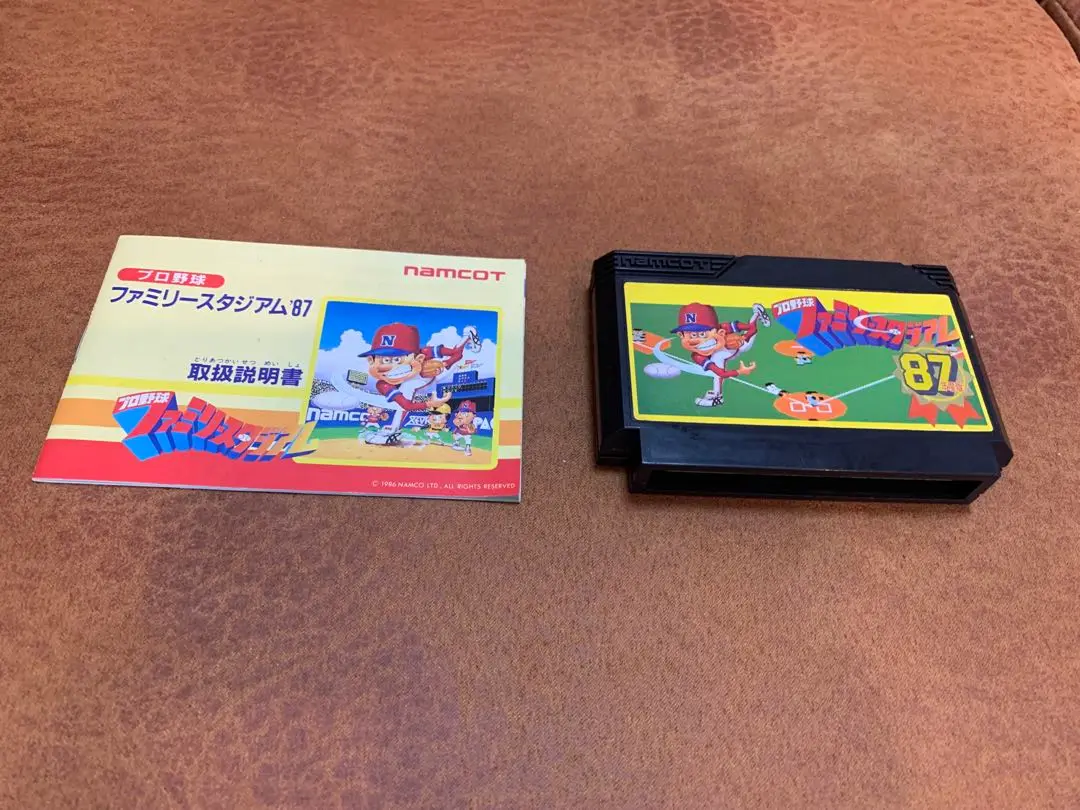 プロ野球
namcot
ファミリースタジアム'87
とりあつかいせつ めい しょ
取扱説明書
プロ野球
ファミリースタジアム
N
namco
© 1986 NAMCO LTD., ALL RIGHTS RESERVED
namcot
プロ野球
ファミリースタジアム
N
87
年度版